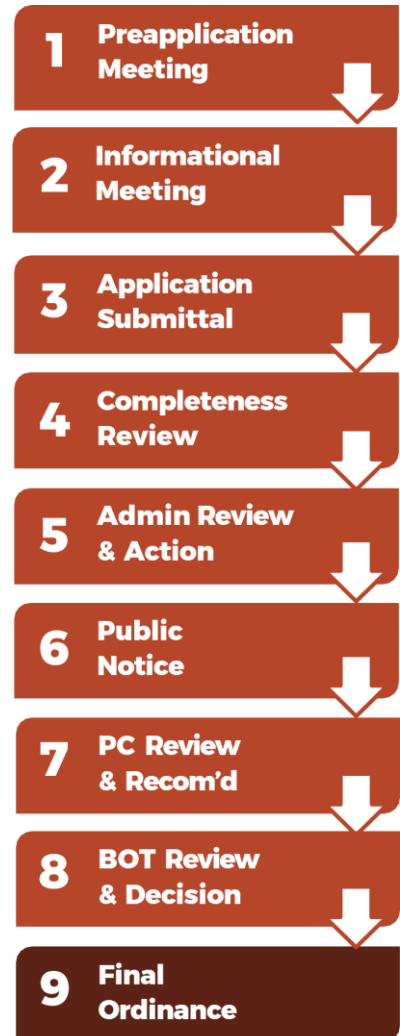 1 Preapplication
Meeting
2 Informational
Meeting
3 Application
Submittal
4 Completeness
Review
5 Admin Review
& Action
6 Public
Notice
7 PC Review
& Recom'd
8 BOT Review
& Decision
9 Final
Ordinance